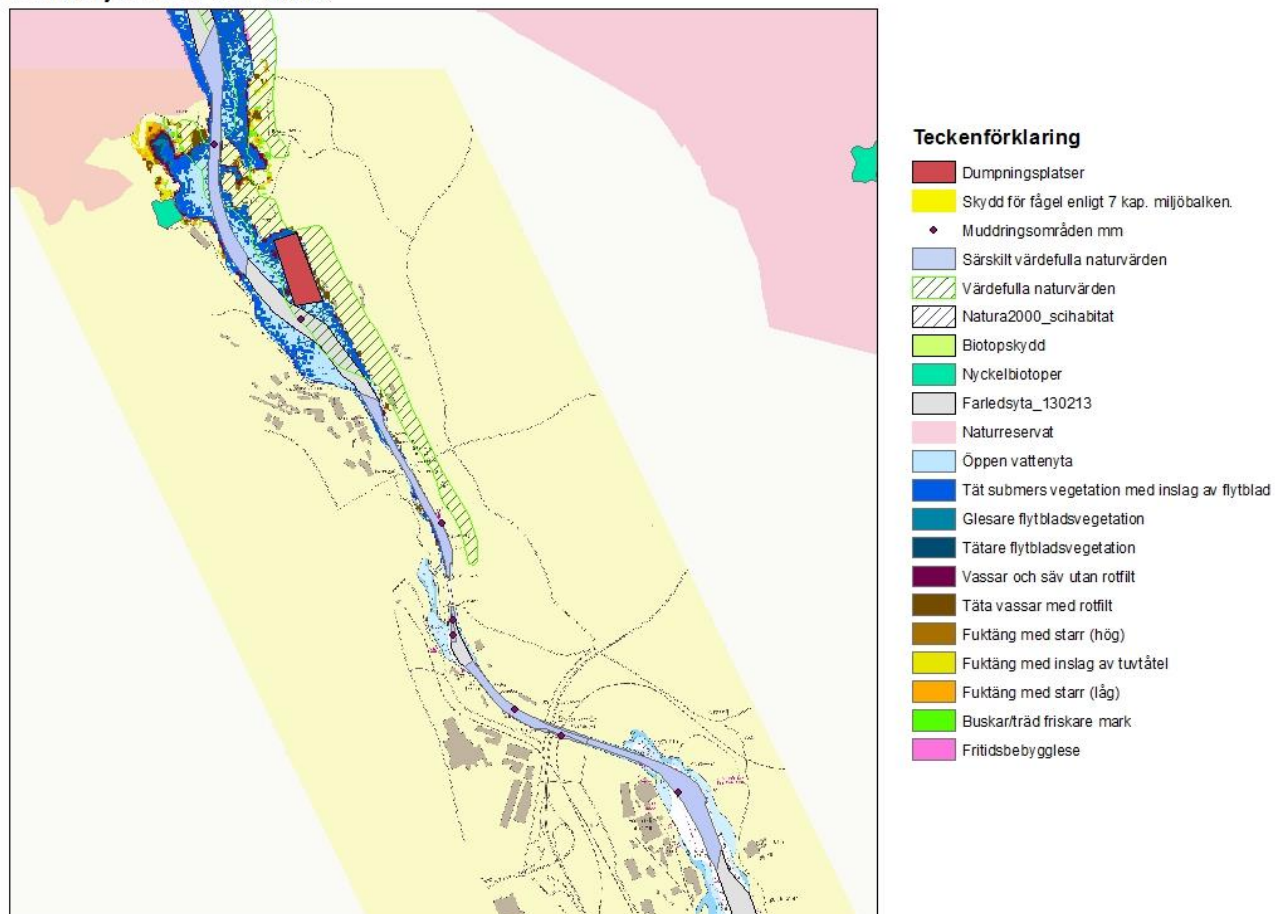 Teckenförklaring
Dumpningsplatser
Skydd för fågel enligt 7 kap. miljöbalken.
Muddringsområden mm
Särskilt värdefulla naturvärden
Värdefulla naturvärden
Natura2000_scihabitat
Biotopskydd
Nyckelbiotoper
Farledsyta_130213
Naturreservat
Öppen vattenyta
Tät submers vegetation med inslag av flytblad
Glesare flytbladsvegetation
Tätare flytbladsvegetation
Vassar och säv utan rotfilt
Täta vassar med rotfilt
Fuktäng med starr (hög)
Fuktäng med inslag av tuvtåtel
Fuktäng med starr (låg)
Buskar/träd friskare mark
Fritidsbebygglese